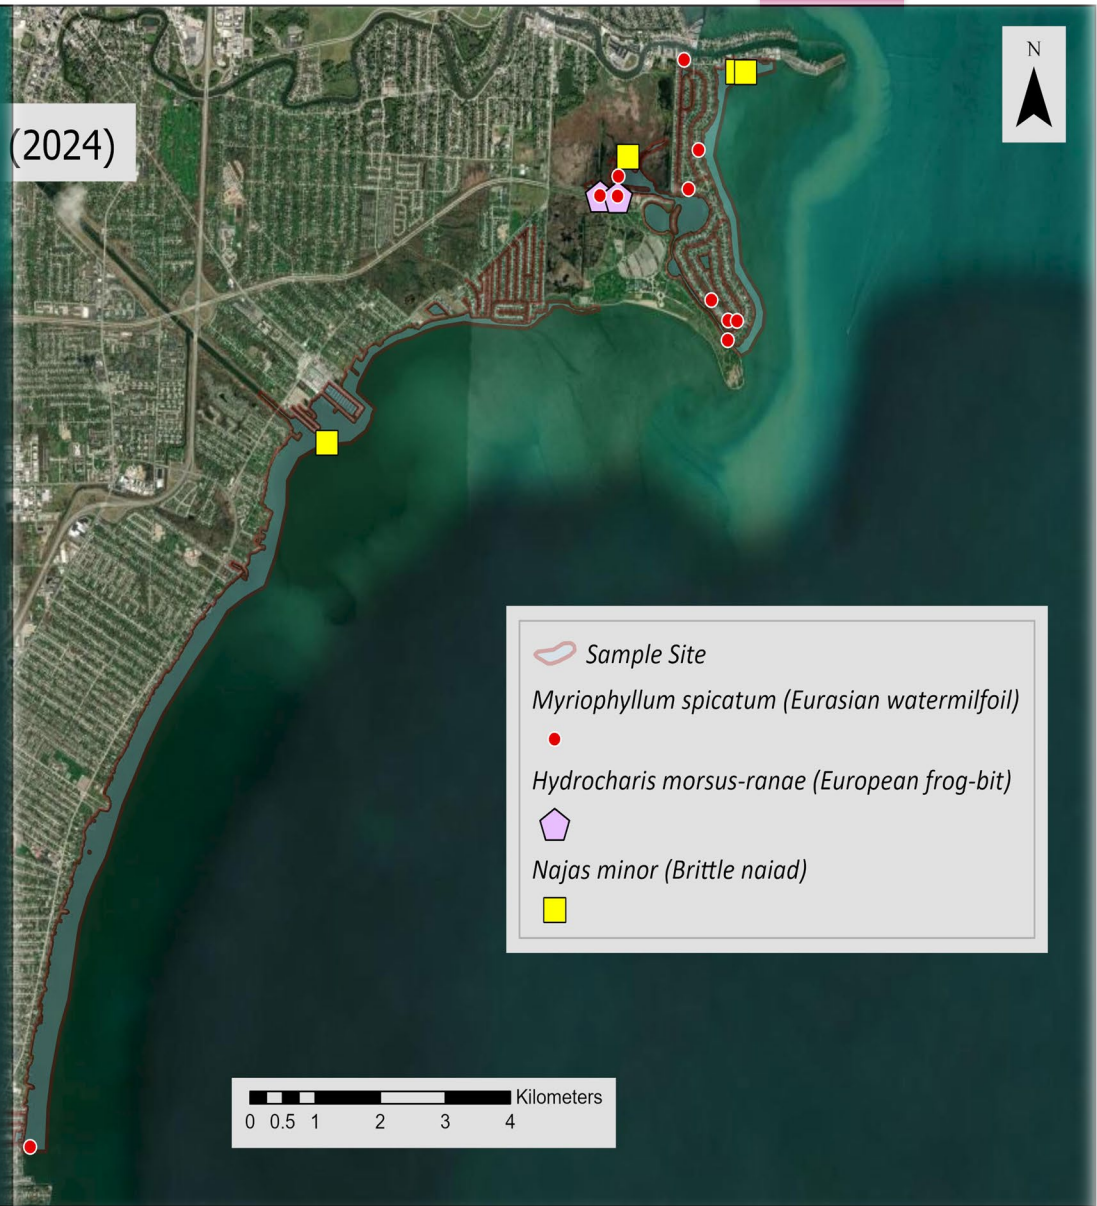 N
(2024)
Sample Site
Myriophyllum spicatum (Eurasian watermilfoil)
Hydrocharis morsus-ranae (European frog-bit)
Najas minor (Brittle naiad)
Kilometers
0 0.5 1 2 3 4